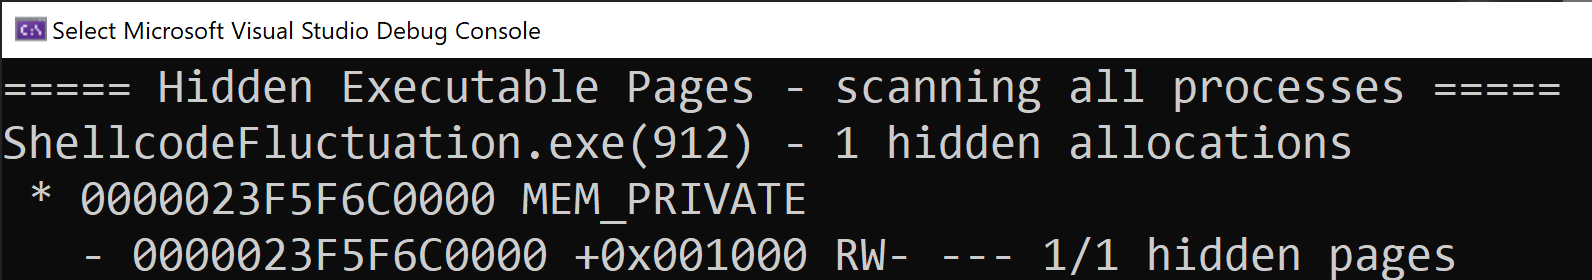 C:\
Select Microsoft Visual Studio Debug Console
===== Hidden Executable Pages - scanning all processes =====
ShellcodeFluctuation.exe(912) - 1 hidden allocations
 * 0000023F5F6C0000 MEM_PRIVATE
   - 0000023F5F6C0000 +0x001000 RW- --- 1/1 hidden pages